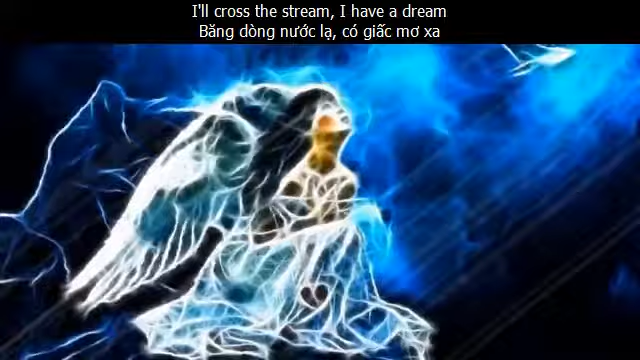 I'll cross the stream, I have a dream
Băng dòng nước lạ, có giấc mơ xa